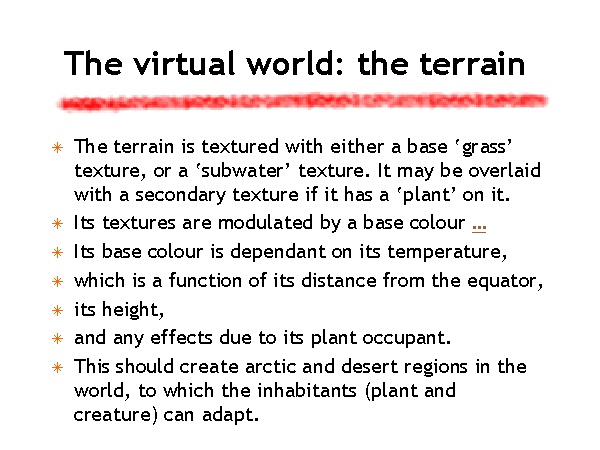 The virtual world: the terrain
The terrain is textured with either a base ‘grass’
texture, or a ‘subwater’ texture. It may be overlaid
with a secondary texture if it has a ‘plant’ on it.
Its textures are modulated by a base colour ...
Its base colour is dependant on its temperature,
which is a function of its distance from the equator,
its height,
and any effects due to its plant occupant.
This should create arctic and desert regions in the
world, to which the inhabitants (plant and
creature) can adapt.